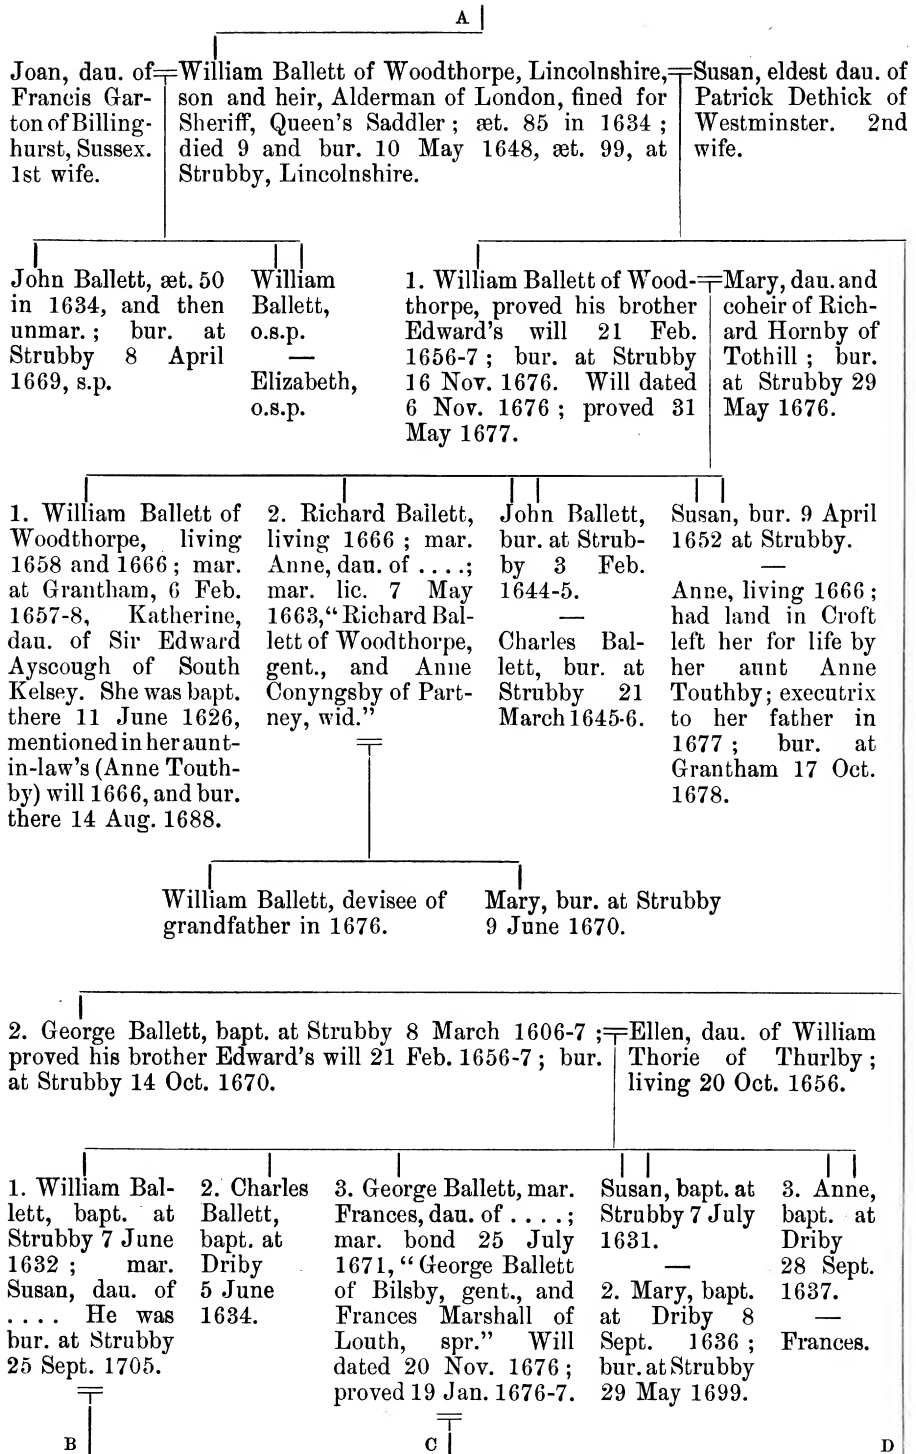 A
Joan, dau. of
Francis Gar-
ton of Billing-
hurst, Sussex.
1st wife.
William Ballett of Woodthorpe, Lincolnshire,
son and heir, Alderman of London, fined for
Sheriff, Queen's Saddler ; æt. 85 in 1634 ;
died 9 and bur. 10 May 1648, æt. 99, at
Strubby, Lincolnshire.
Susan, eldest dau. of
Patrick Dethick of
Westminster. 2nd
wife.
John Ballett, æt. 50
in 1634, and then
unmar. ; bur. at
Strubby 8 April
1669, s.p.
William
Ballett,
o.s.p.
—
Elizabeth,
o.s.p.
1. William Ballett of Wood-
thorpe, proved his brother
Edward's will 21 Feb.
1656-7 ; bur. at Strubby
16 Nov. 1676. Will dated
6 Nov. 1676 ; proved 31
May 1677.
Mary, dau. and
coheir of Rich-
ard Hornby of
Tothill ; bur.
at Strubby 29
May 1676.
1. William Ballett of
Woodthorpe, living
1658 and 1666 ; mar.
at Grantham, 6 Feb.
1657-8, Katherine,
dau. of Sir Edward
Ayscough of South
Kelsey. She was bapt.
there 11 June 1626,
mentioned in her aunt-
in-law's (Anne Touth-
by) will 1666, and bur.
there 14 Aug. 1688.
2. Richard Ballett,
living 1666 ; mar.
Anne, dau. of . . . . ;
mar. lic. 7 May
1663, "Richard Bal-
lett of Woodthorpe,
gent., and Anne
Conyngsby of Part-
ney, wid."
John Ballett,
bur. at Strub-
by 3 Feb.
1644-5.
—
Charles Bal-
lett, bur. at
Strubby 21
March 1645-6.
Susan, bur. 9 April
1652 at Strubby.
—
Anne, living 1666 ;
had land in Croft
left her for life by
her aunt Anne
Touthby ; executrix
to her father in
1677 ; bur. at
Grantham 17 Oct.
1678.
William Ballett, devisee of
grandfather in 1676.
Mary, bur. at Strubby
9 June 1670.
2. George Ballett, bapt. at Strubby 8 March 1606-7 ;
proved his brother Edward's will 21 Feb. 1656-7 ; bur.
at Strubby 14 Oct. 1670.
Ellen, dau. of William
Thorie of Thurlby ;
living 20 Oct. 1656.
1. William Bal-
lett, bapt. at
Strubby 7 June
1632 ; mar.
Susan, dau. of
. . . . He was
bur. at Strubby
25 Sept. 1705.
2. Charles
Ballett,
bapt. at
Driby
5 June
1634.
3. George Ballett, mar.
Frances, dau. of . . . . ;
mar. bond 25 July
1671, "George Ballett
of Bilsby, gent., and
Frances Marshall of
Louth, spr." Will
dated 20 Nov. 1676 ;
proved 19 Jan. 1676-7.
Susan, bapt. at
Strubby 7 July
1631.
—
2. Mary, bapt.
at Driby 8
Sept. 1636 ;
bur. at Strubby
29 May 1699.
3. Anne,
bapt. at
Driby
28 Sept.
1637.
—
Frances.
B
C
D